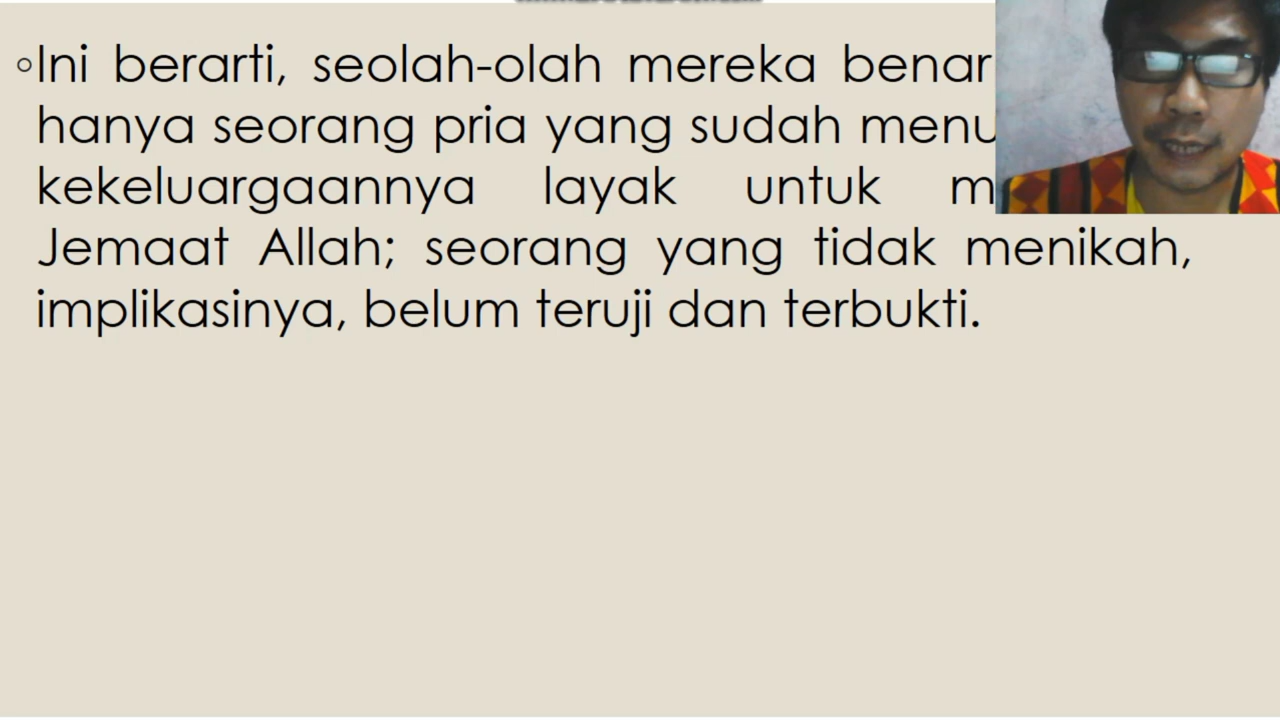 ◦Ini berarti, seolah-olah mereka benar
hanya seorang pria yang sudah
kekeluargaannya layak untuk
Jemaat Allah; seorang yang tidak menikah,
implikasinya, belum teruji dan terbukti.